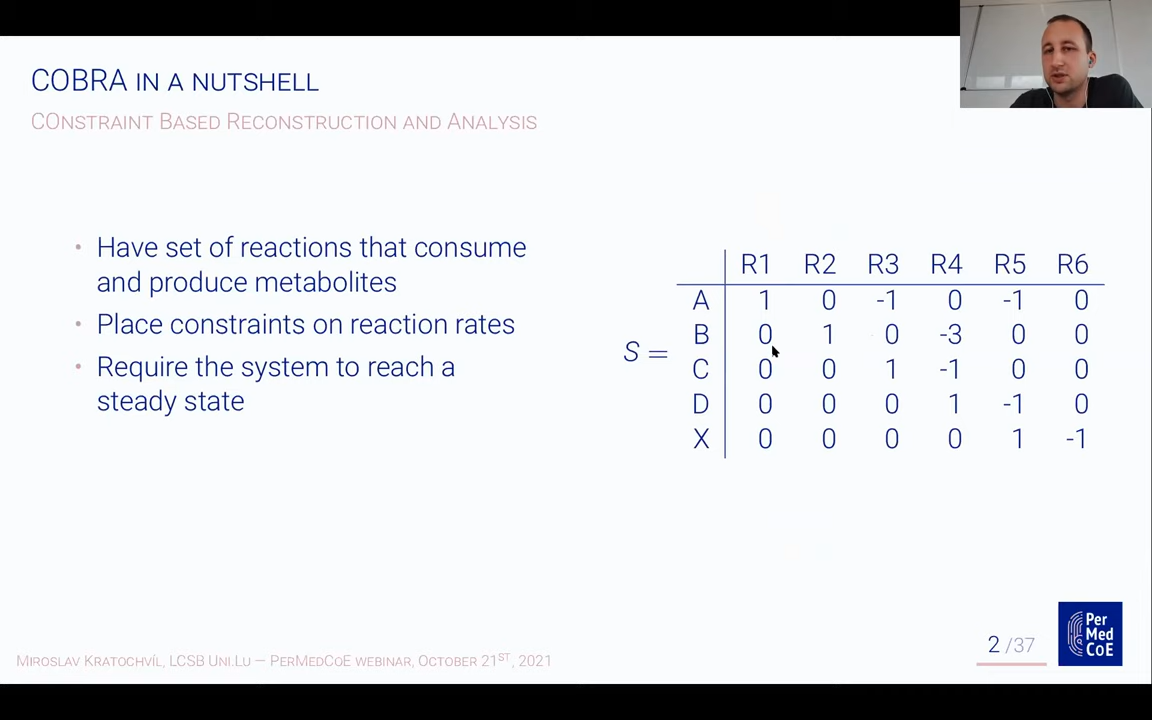 COBRA IN A NUTSHELL
CONSTRAINT BASED RECONSTRUCTION AND ANALYSIS
• Have set of reactions that consume
and produce metabolites
• Place constraints on reaction rates
• Require the system to reach a
steady state
S =
R1 R2 R3 R4 R5 R6
A 1 0 -1 0 -1 0
B 0 1 0 -3 0 0
C 0 0 1 -1 0 0
D 0 0 0 1 -1 0
X 0 0 0 0 1 -1
MIROSLAV KRATOCHVÍL, LCSB UNI.LU — PERMEDCOE WEBINAR, OCTOBER 21ST, 2021
2 /37
Per
Med
CoE